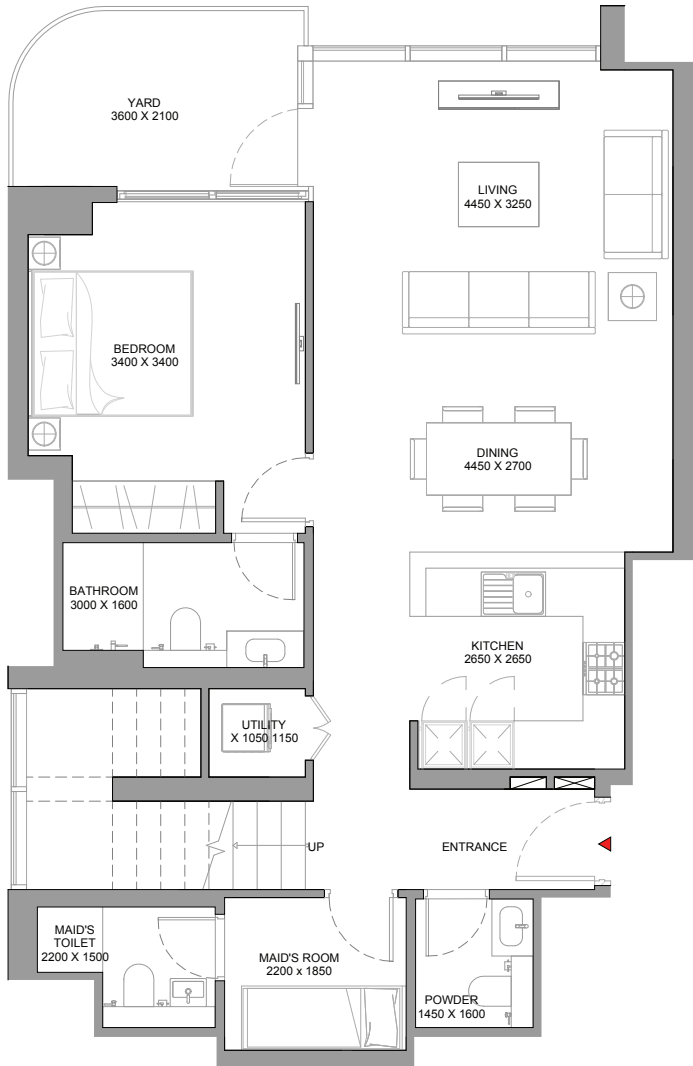 YARD
3600 X 2100
LIVING
4450 X 3250
BEDROOM
3400 X 3400
DINING
4450 X 2700
BATHROOM
3000 X 1600
KITCHEN
2650 X 2650
UTILITY
X 1050 1150
UP
ENTRANCE
MAID'S
TOILET
2200 X 1500
MAID'S ROOM
2200 x 1850
POWDER
1450 X 1600